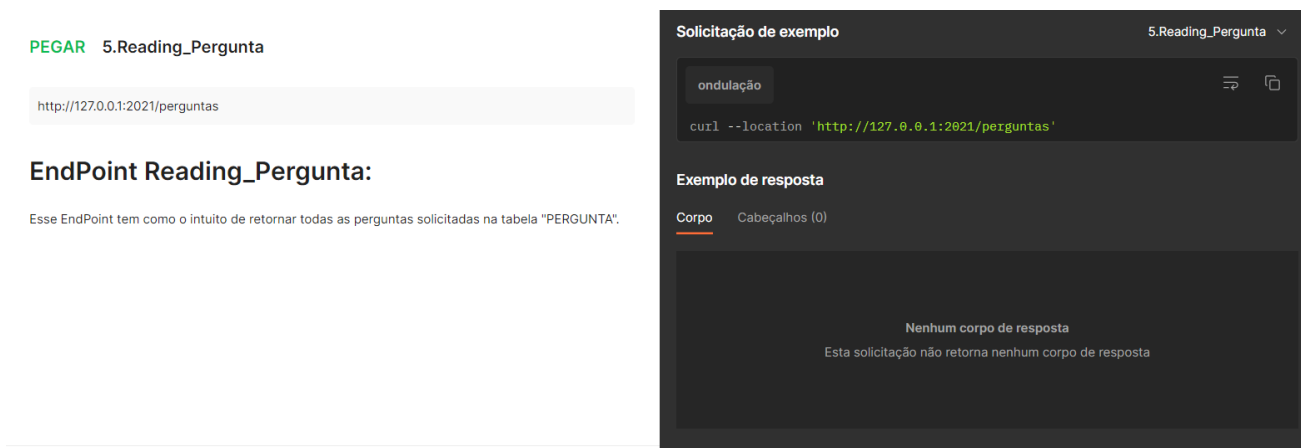 PEGAR 5.Reading_Pergunta
http://127.0.0.1:2021/perguntas
EndPoint Reading_Pergunta:
Esse EndPoint tem como o intuito de retornar todas as perguntas solicitadas na tabela "PERGUNTA".
Solicitação de exemplo
5.Reading_Pergunta
ondulação
curl --location 'http://127.0.0.1:2021/perguntas'
Exemplo de resposta
Corpo Cabeçalhos (0)
Nenhum corpo de resposta
Esta solicitação não retorna nenhum corpo de resposta